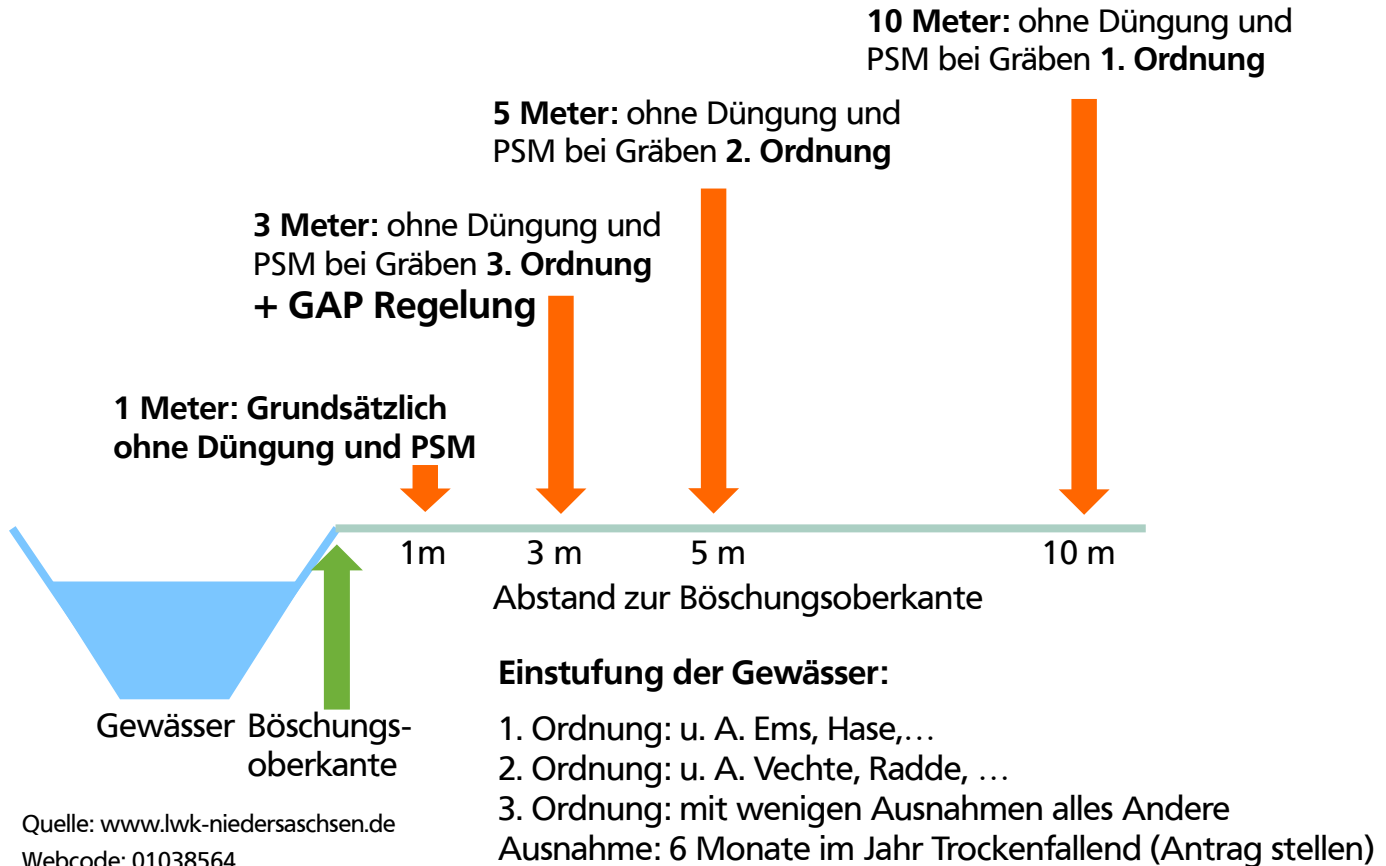 10 Meter: ohne Düngung und
PSM bei Gräben 1. Ordnung
5 Meter: ohne Düngung und
PSM bei Gräben 2. Ordnung
3 Meter: ohne Düngung und
PSM bei Gräben 3. Ordnung
+ GAP Regelung
1 Meter: Grundsätzlich
ohne Düngung und PSM
1m 3 m 5 m 10 m
Abstand zur Böschungsoberkante
Gewässer Böschungs-
oberkante
Einstufung der Gewässer:
1. Ordnung: u. A. Ems, Hase,…
2. Ordnung: u. A. Vechte, Radde, …
3. Ordnung: mit wenigen Ausnahmen alles Andere
Ausnahme: 6 Monate im Jahr Trockenfallend (Antrag stellen)
Quelle: www.lwk-niedersaschsen.de
Webcode: 01038564